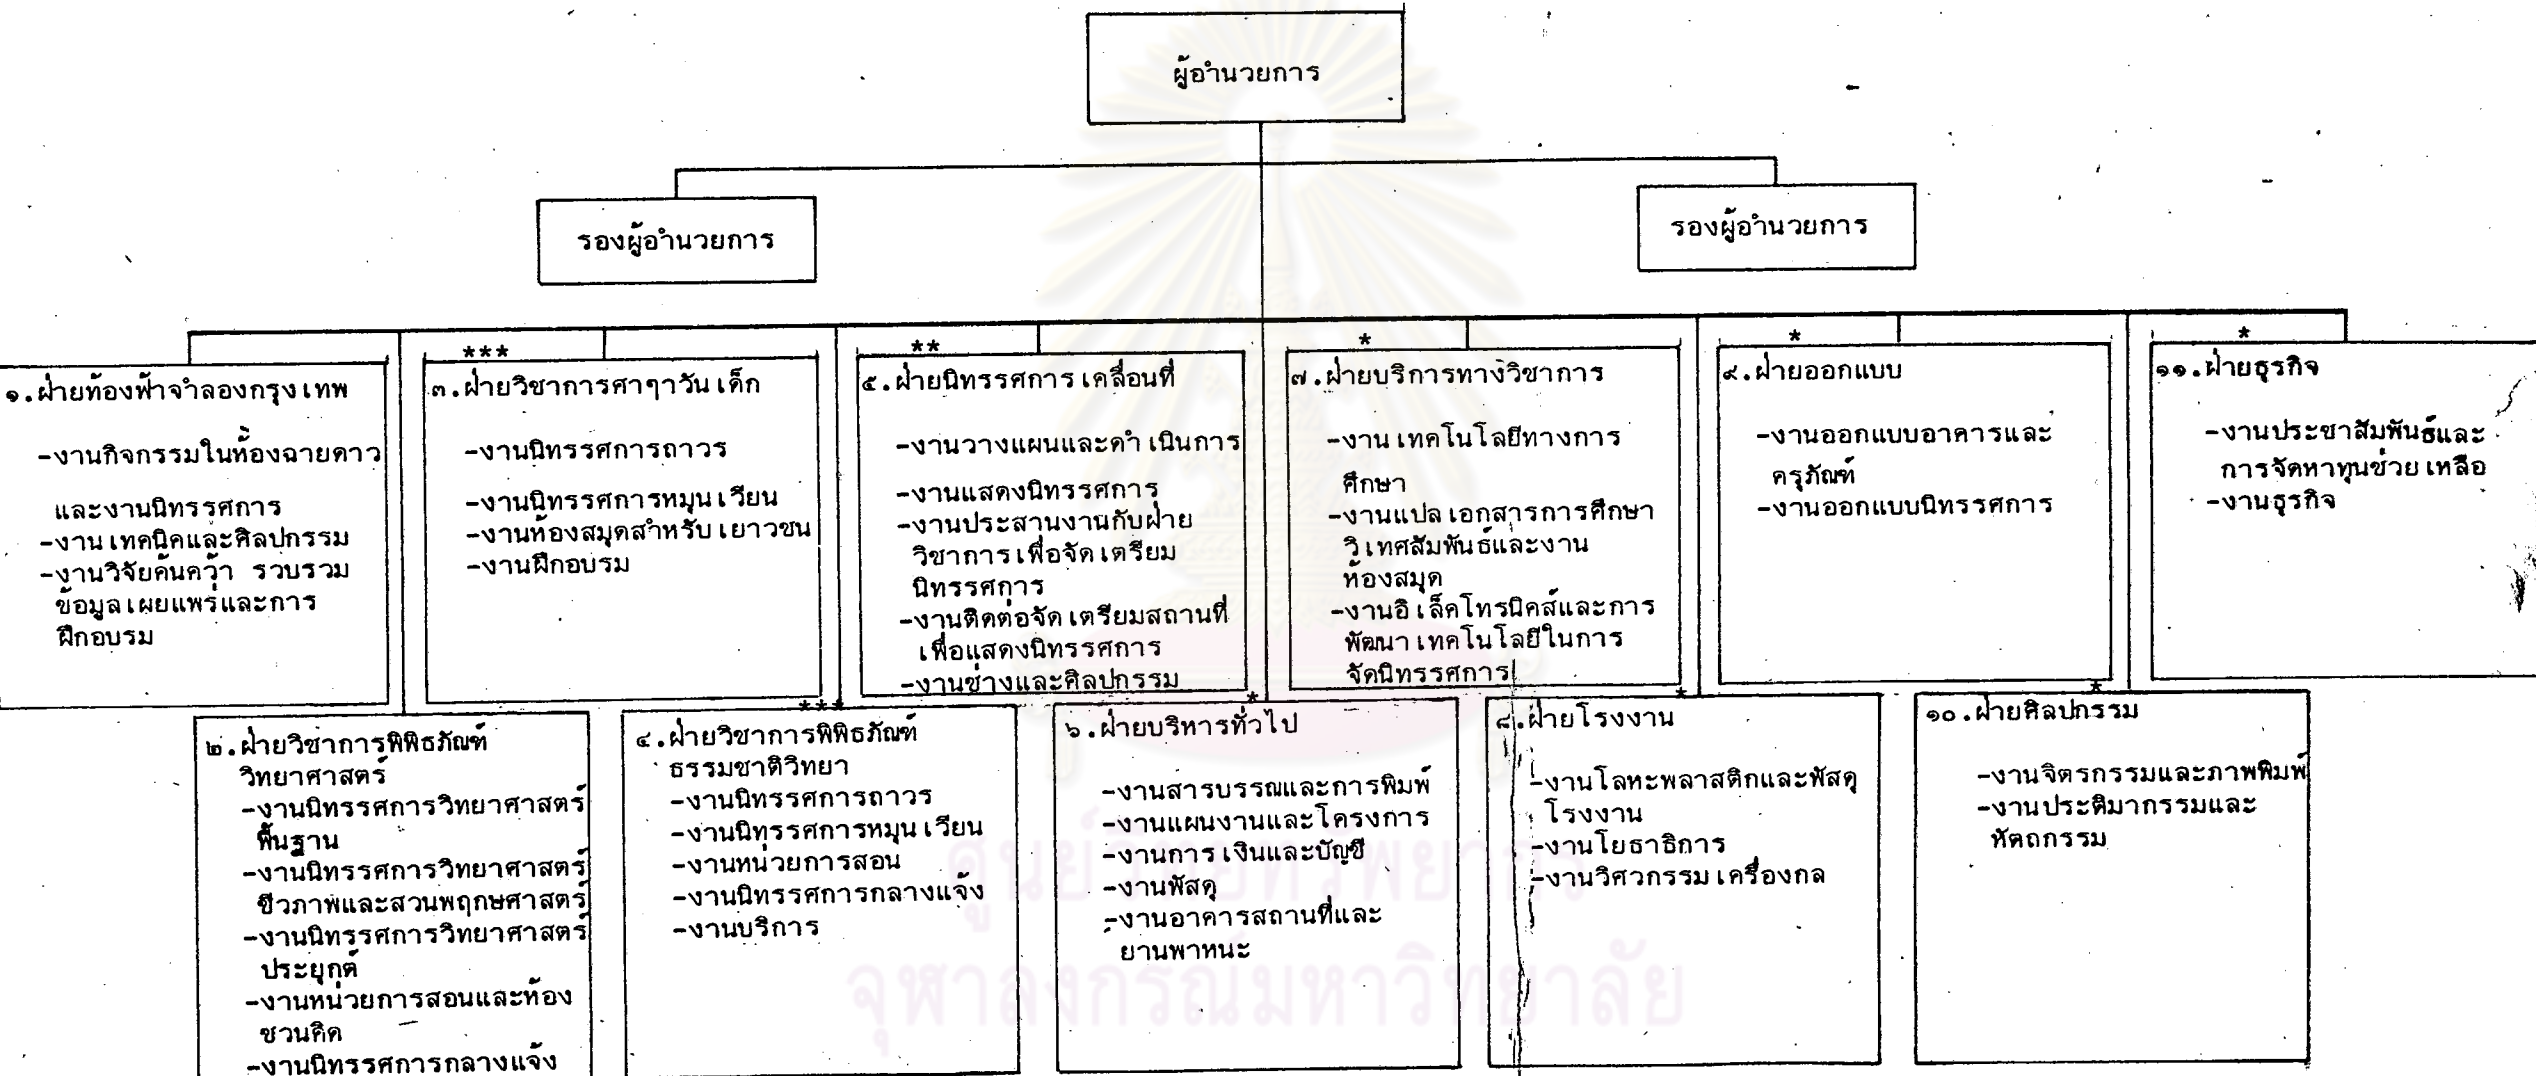 ผู้อำนวยการ
รองผู้อำนวยการ
รองผู้อำนวยการ
๑.ฝ่ายท้องฟ้าจำลองกรุงเทพ
-งานกิจกรรมในห้องฉายดาว
และงานนิทรรศการ
-งานเทคนิคและศิลปกรรม
-งานวิจัยค้นคว้า รวบรวม
ข้อมูลเผยแพร่และการ
ฝึกอบรม
***
๓.ฝ่ายวิชาการศาๅาวันเด็ก
-งานนิทรรศการถาวร
-งานนิทรรศการหมุนเวียน
-งานห้องสมุดสำหรับเยาวชน
-งานฝึกอบรม
**
๕.ฝ่ายนิทรรศการเคลื่อนที่
-งานวางแผนและดำเนินการ
-งานแสดงนิทรรศการ
-งานประสานงานกับฝ่าย
วิชาการเพื่อจัดเตรียม
นิทรรศการ
-งานติดต่อจัดเตรียมสถานที่
เพื่อแสดงนิทรรศการ
-งานช่างและศิลปกรรม
*
๗.ฝ่ายบริการทางวิชาการ
-งานเทคโนโลยีทางการ
ศึกษา
-งานแปลเอกสารการศึกษา
วิเทศสัมพันธ์และงาน
ห้องสมุด
-งานอิเล็คโทรนิคส์และการ
พัฒนาเทคโนโลยีในการ
จัดนิทรรศการ
*
๙.ฝ่ายออกแบบ
-งานออกแบบอาคารและ
ครุภัณฑ์
-งานออกแบบนิทรรศการ
*
๑๑.ฝ่ายธุรกิจ
-งานประชาสัมพันธ์และ
การจัดหาทุนช่วยเหลือ
-งานธุรกิจ
๒.ฝ่ายวิชาการพิพิธภัณฑ์
วิทยาศาสตร์
-งานนิทรรศการวิทยาศาสตร์
พื้นฐาน
-งานนิทรรศการวิทยาศาสตร์
ชีวภาพและสวนพฤกษศาสตร์
-งานนิทรรศการวิทยาศาสตร์
ประยุกต์
-งานหน่วยการสอนและห้อง
ชวนคิด
-งานนิทรรศการกลางแจ้ง
***
๔.ฝ่ายวิชาการพิพิธภัณฑ์
ธรรมชาติวิทยา
-งานนิทรรศการถาวร
-งานนิทรรศการหมุนเวียน
-งานหน่วยการสอน
-งานนิทรรศการกลางแจ้ง
-งานบริการ
*
๖.ฝ่ายบริหารทั่วไป
-งานสารบรรณและการพิมพ์
-งานแผนงานและโครงการ
-งานการเงินและบัญชี
-งานพัสดุ
-งานอาคารสถานที่และ
ยานพาหนะ
*
๘.ฝ่ายโรงงาน
-งานโลหะพลาสติกและพัสดุ
โรงงาน
-งานโยธาธิการ
-งานวิศวกรรมเครื่องกล
*
๑๐.ฝ่ายศิลปกรรม
-งานจิตรกรรมและภาพพิมพ์
-งานประติมากรรมและ
หัตถกรรม
ศูนย์วิทยทรัพยากร
จุฬาลงกรณ์มหาวิทยาลัย